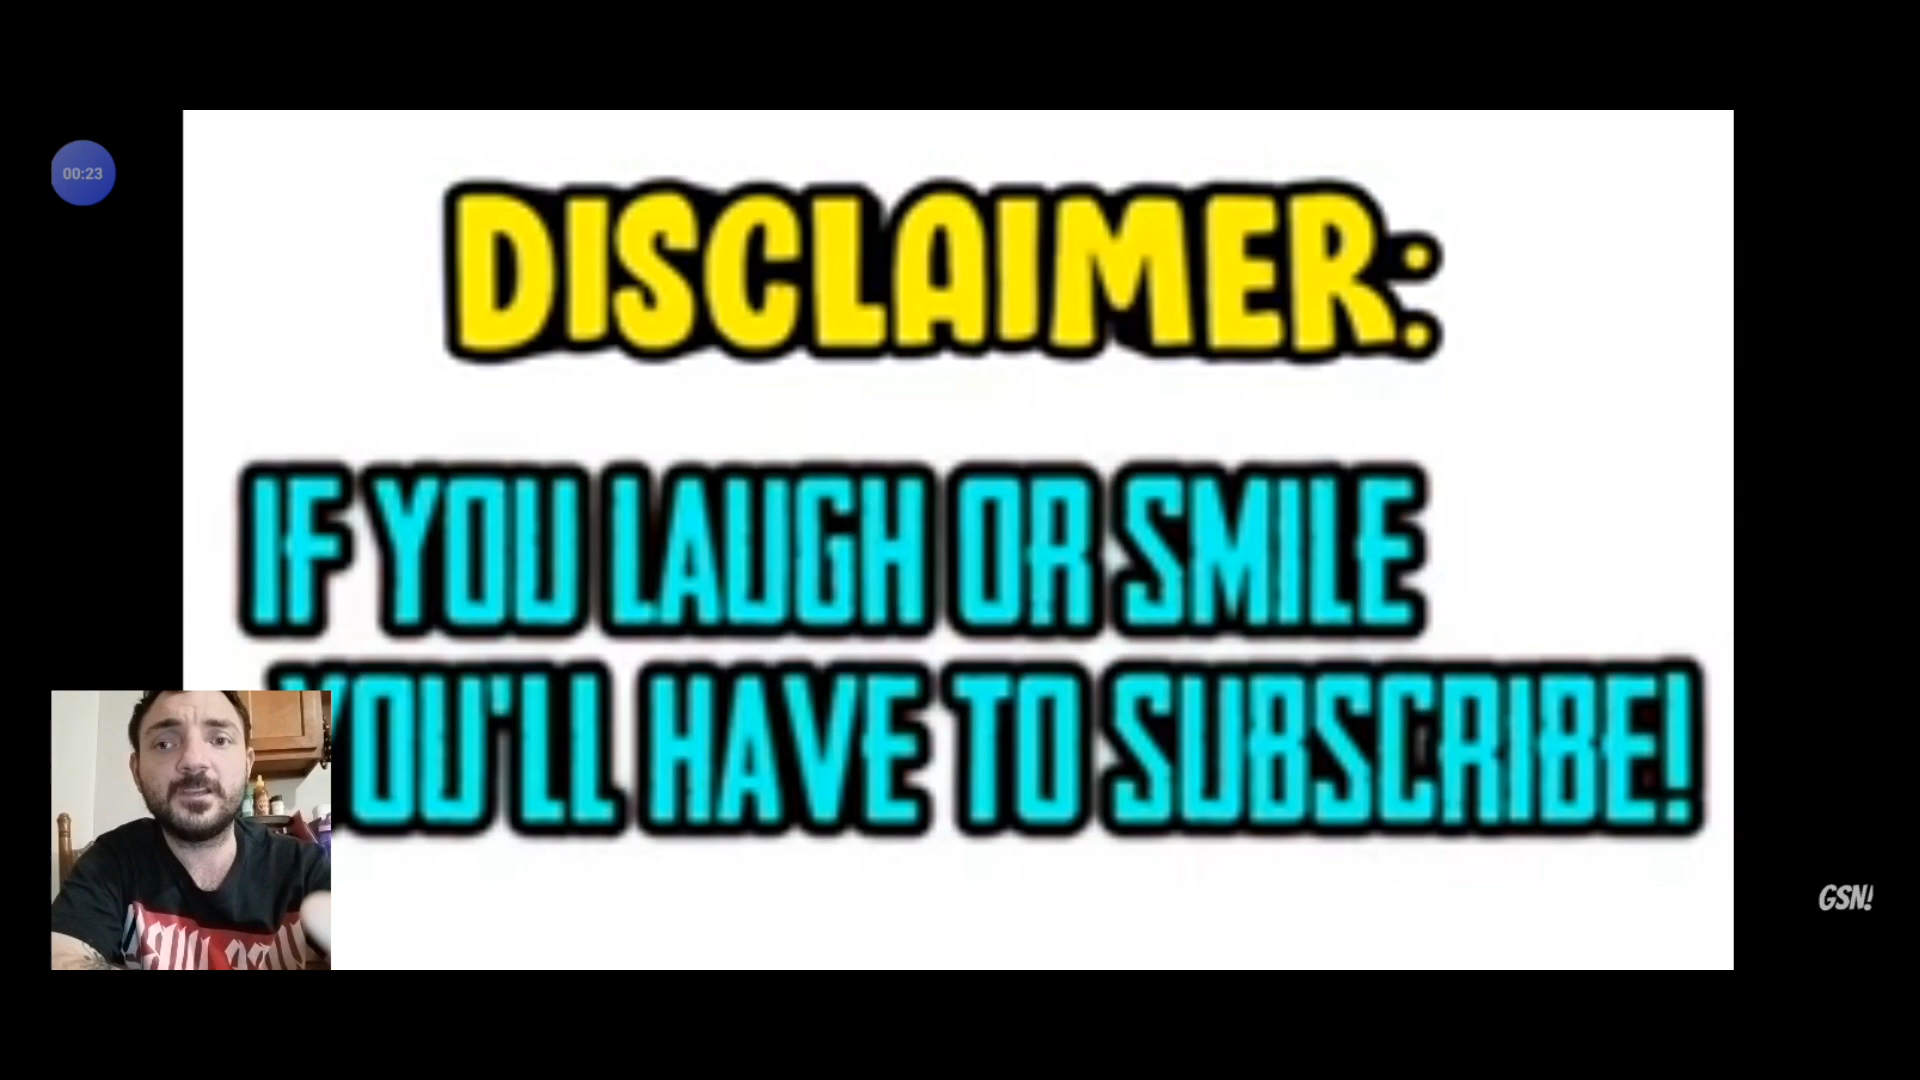 00:23
DISCLAIMER:
IF YOU LAUGH OR SMILE
YOU'LL HAVE TO SUBSCRIBE!
GSN!